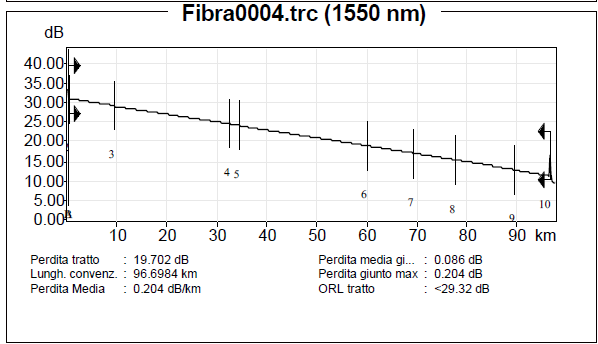 Fibra0004.trc (1550 nm)
dB
40.00
35.00
30.00
25.00
20.00
15.00
10.00
5.00
0.00
3
4
5
6
7
8
9
10
10 20 30 40 50 60 70 80 90 km
Perdita tratto : 19.702 dB
Perdita media gi... : 0.086 dB
Lungh. convenz. : 96.6984 km
Perdita giunto max : 0.204 dB
Perdita Media : 0.204 dB/km
ORL tratto : <29.32 dB